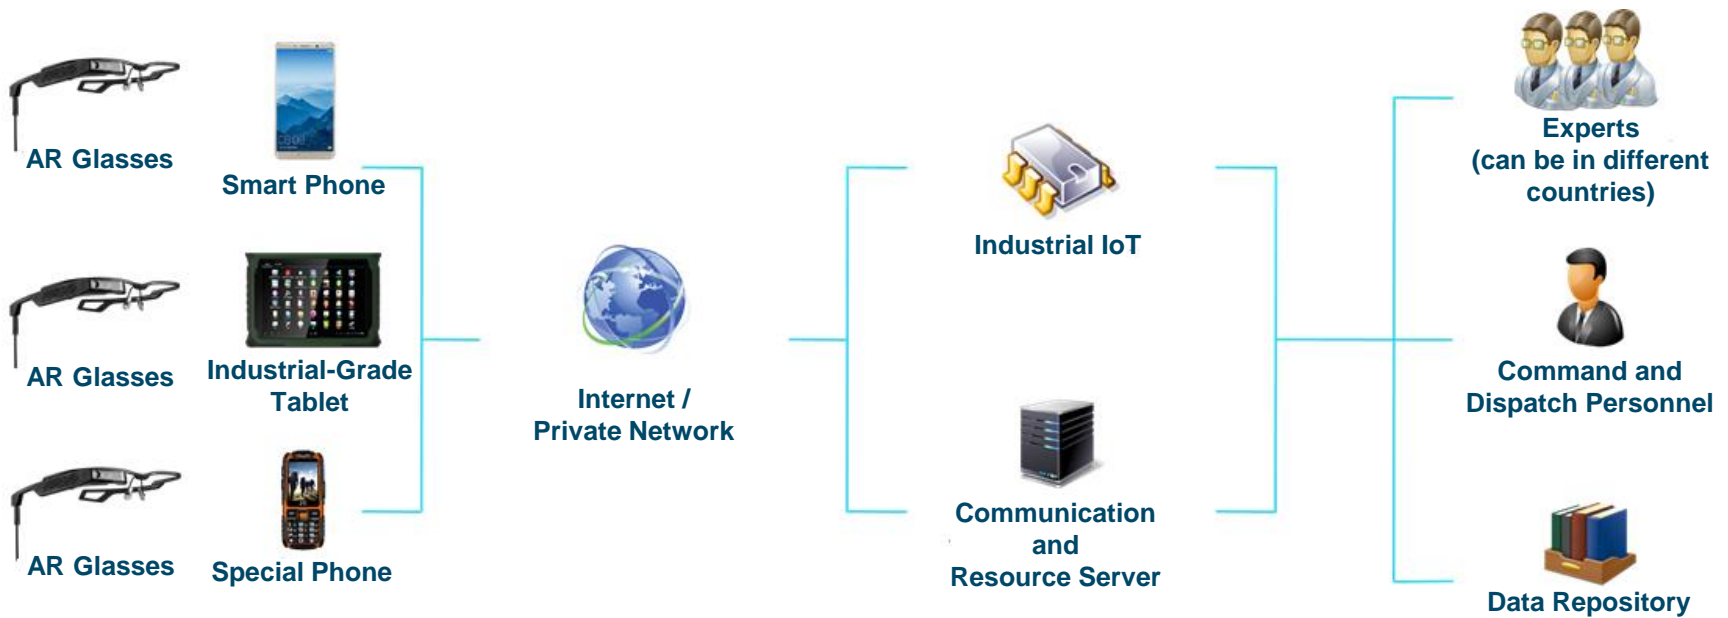 AR Glasses
Smart Phone
AR Glasses
Industrial-Grade
Tablet
AR Glasses
Special Phone
Internet /
Private Network
Industrial IoT
Communication
and
Resource Server
Experts
(can be in different
countries)
Command and
Dispatch Personnel
Data Repository